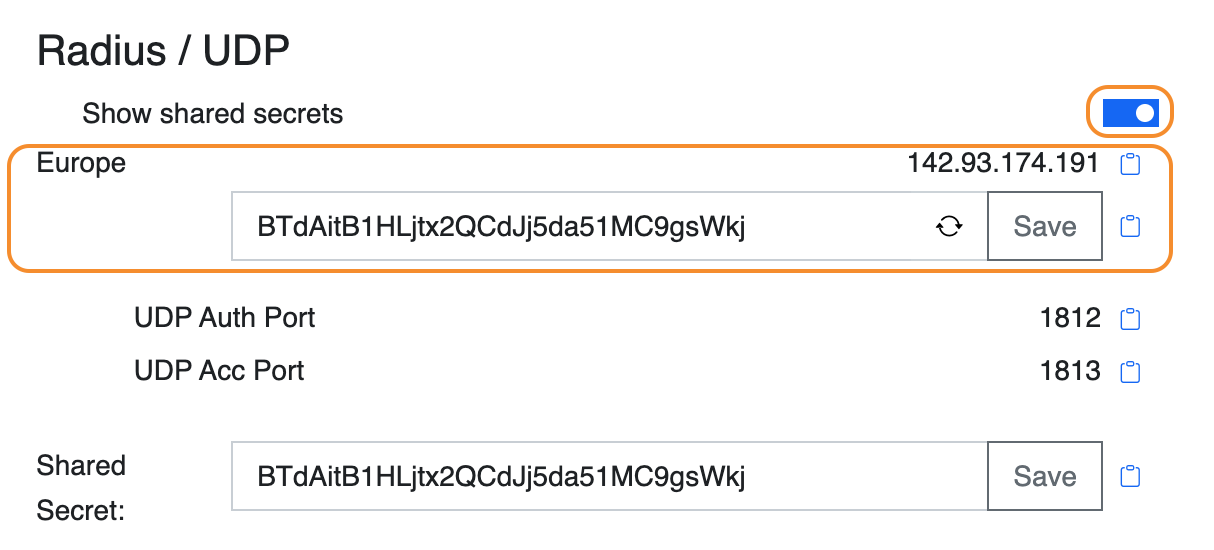 Radius / UDP
Show shared secrets
Europe 142.93.174.191
BTdAitB1HLjtx2QCdJj5da51MC9gsWkj Save
UDP Auth Port 1812
UDP Acc Port 1813
Shared Secret: BTdAitB1HLjtx2QCdJj5da51MC9gsWkj Save